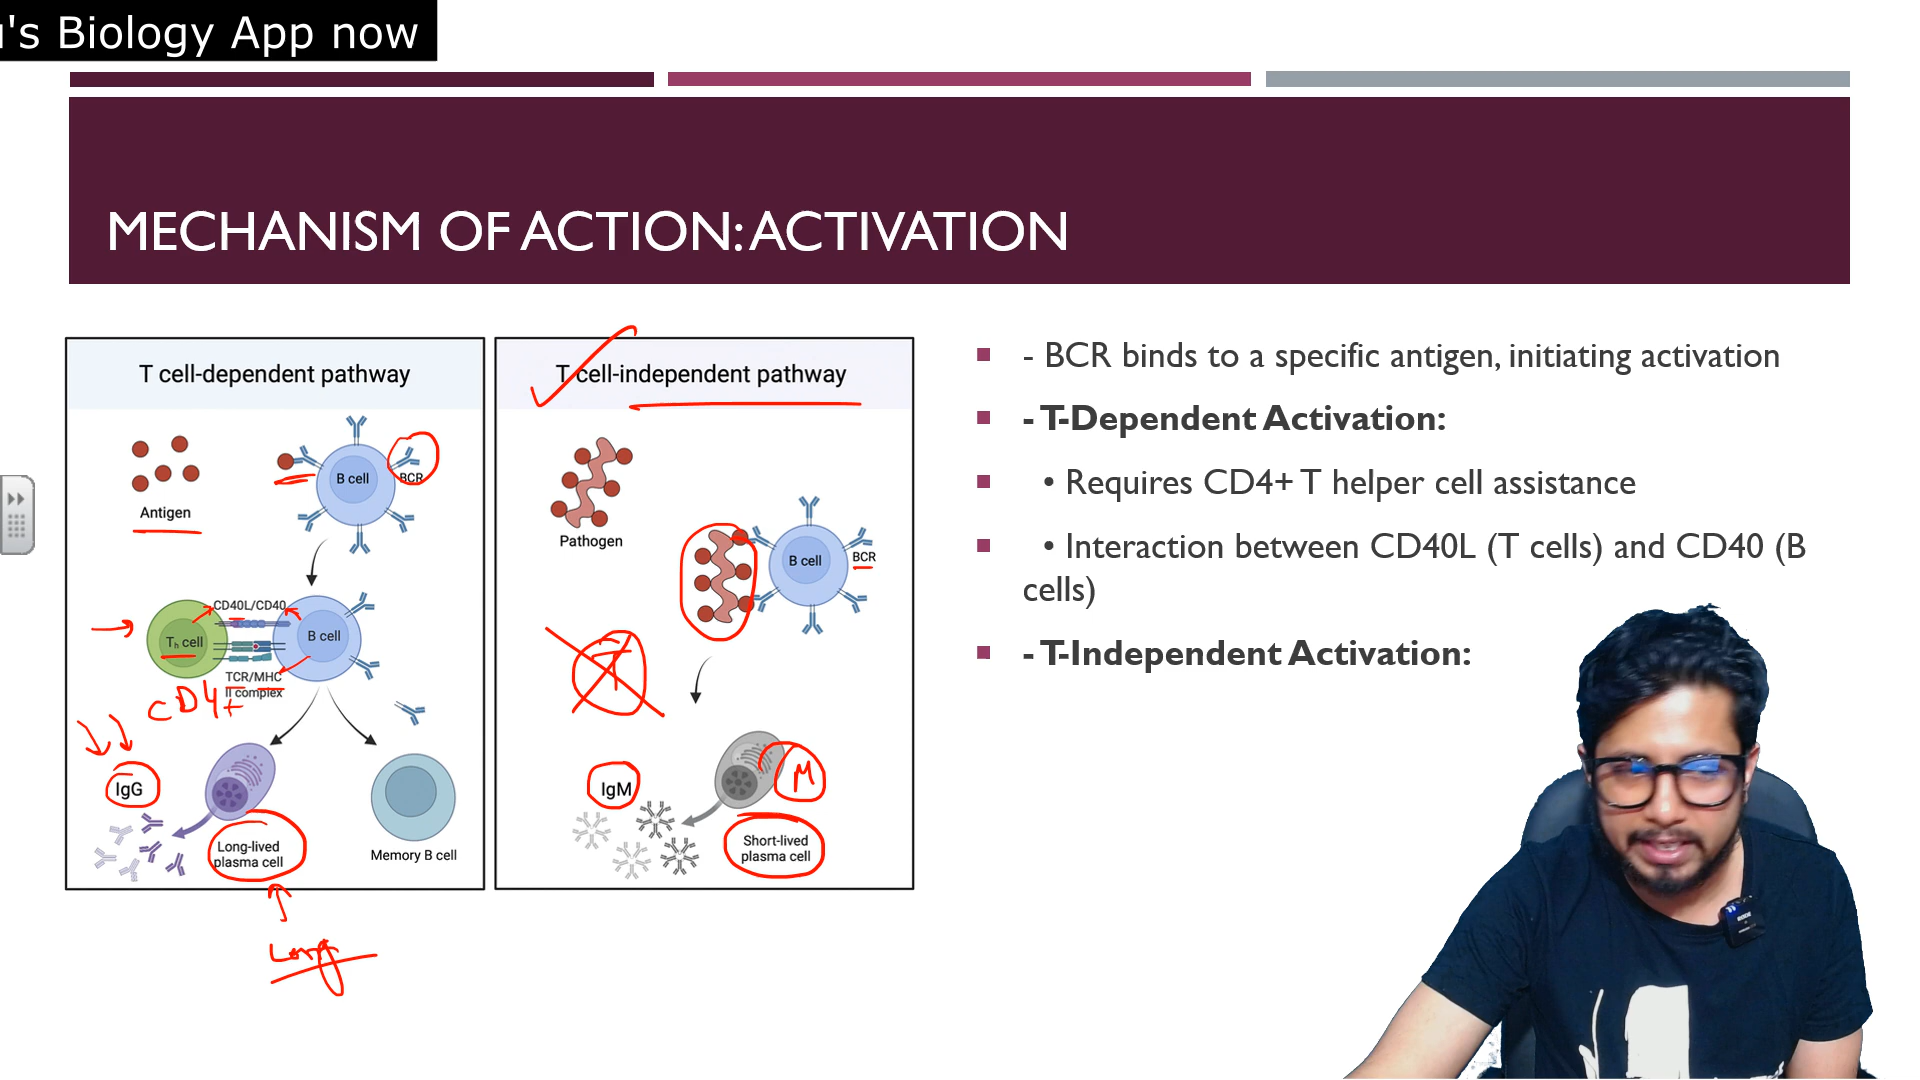 's Biology App now
MECHANISM OF ACTION: ACTIVATION
T cell-dependent pathway
Antigen
B cell
BCR
CD40L/CD40
Th cell
B cell
TCR/MHC
II complex
CD4+
IgG
Long-lived
plasma cell
Memory B cell
Long
T cell-independent pathway
Pathogen
B cell
BCR
T
IgM
M
Short-lived
plasma cell
- BCR binds to a specific antigen, initiating activation
- T-Dependent Activation:
• Requires CD4+ T helper cell assistance
• Interaction between CD40L (T cells) and CD40 (B
cells)
- T-Independent Activation: